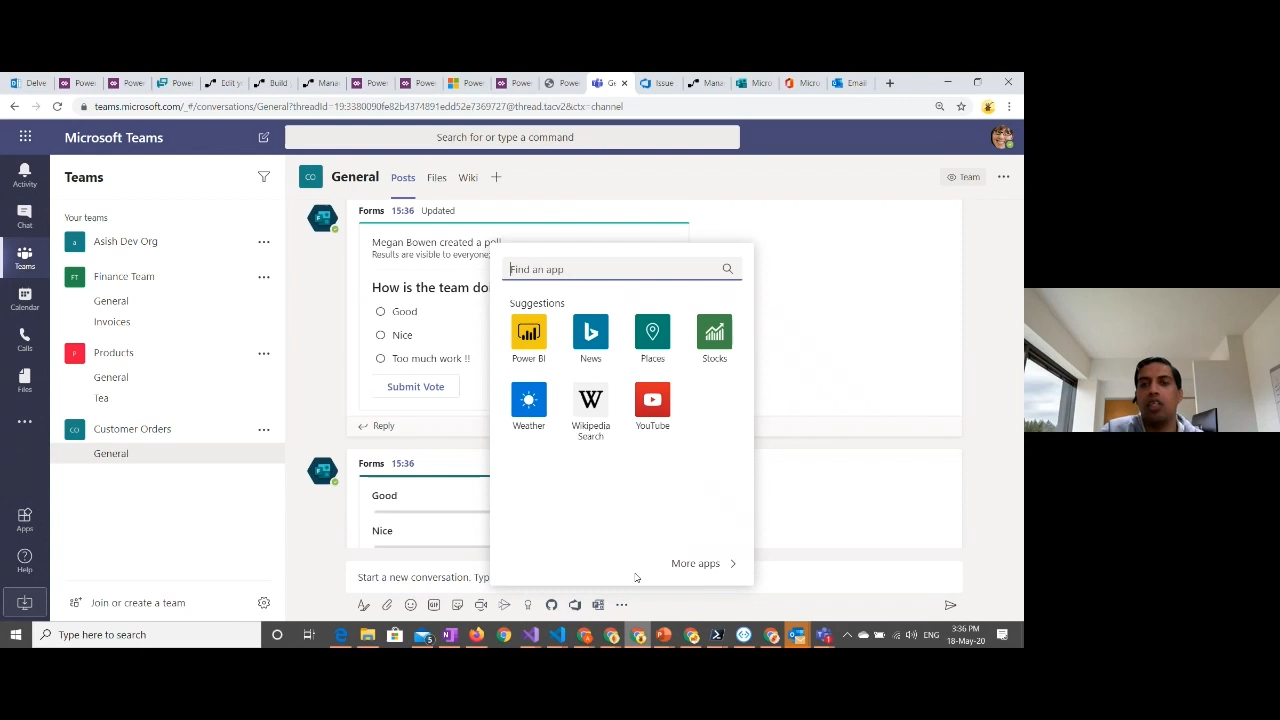 Delve
Power
Power
Power
Edit y
Build
Mana
Power
Power
Power
Power
Power
Ge
Issue
Mana
Micro
Micro
Email
teams.microsoft.com/_#/conversations/General?threadId=19:3380090fe82b4374891edd52e7369727@thread.tacv2&ctx=channel
Microsoft Teams
Search for or type a command
Activity
Chat
Teams
Calendar
Calls
Files
Apps
Help
Teams
Your teams
a
Asish Dev Org
FT
Finance Team
General
Invoices
P
Products
General
Tea
CO
Customer Orders
General
Join or create a team
CO
General
Posts
Files
Wiki
Team
Forms 15:36 Updated
Megan Bowen created a poll
Results are visible to everyone;
How is the team do
Good
Nice
Too much work !!
Submit Vote
Reply
Forms 15:36
Good
Nice
Start a new conversation. Typ
GIF
Find an app
Suggestions
Power BI
News
Places
Stocks
Weather
Wikipedia
Search
YouTube
More apps
Type here to search
ENG
3:36 PM
18-May-20